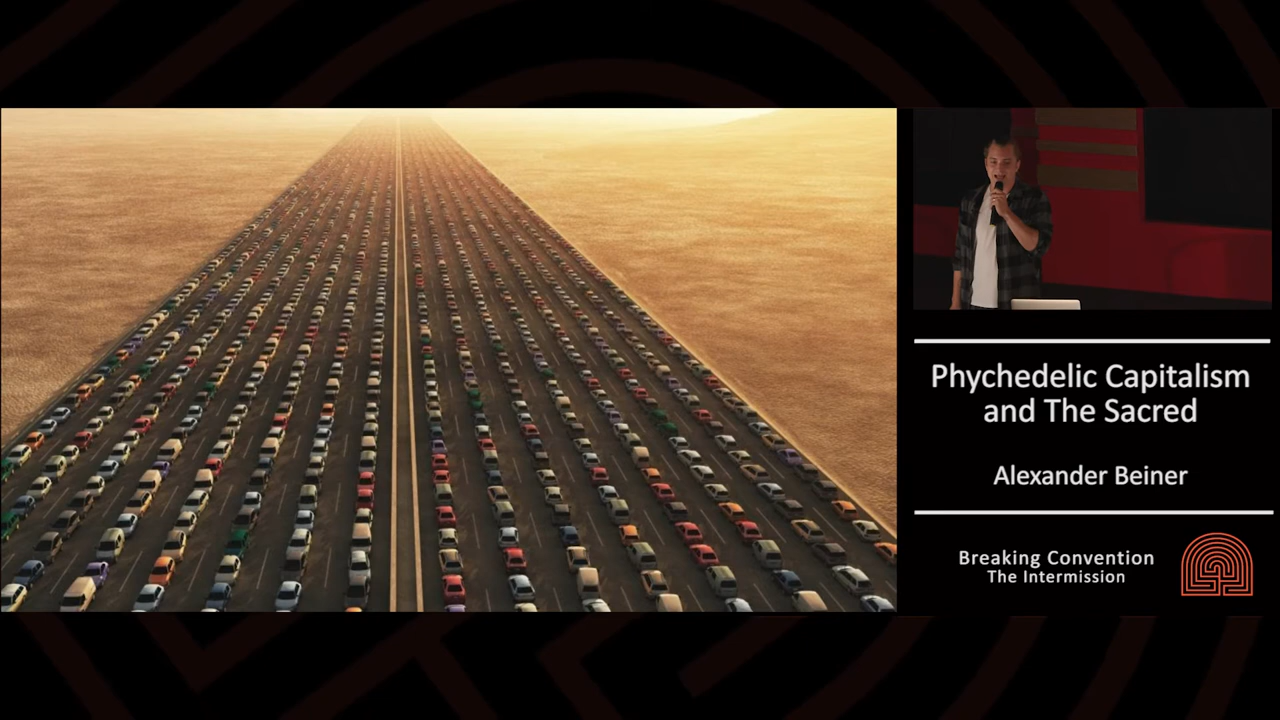 Phychedelic Capitalism
and The Sacred
Alexander Beiner
Breaking Convention
The Intermission